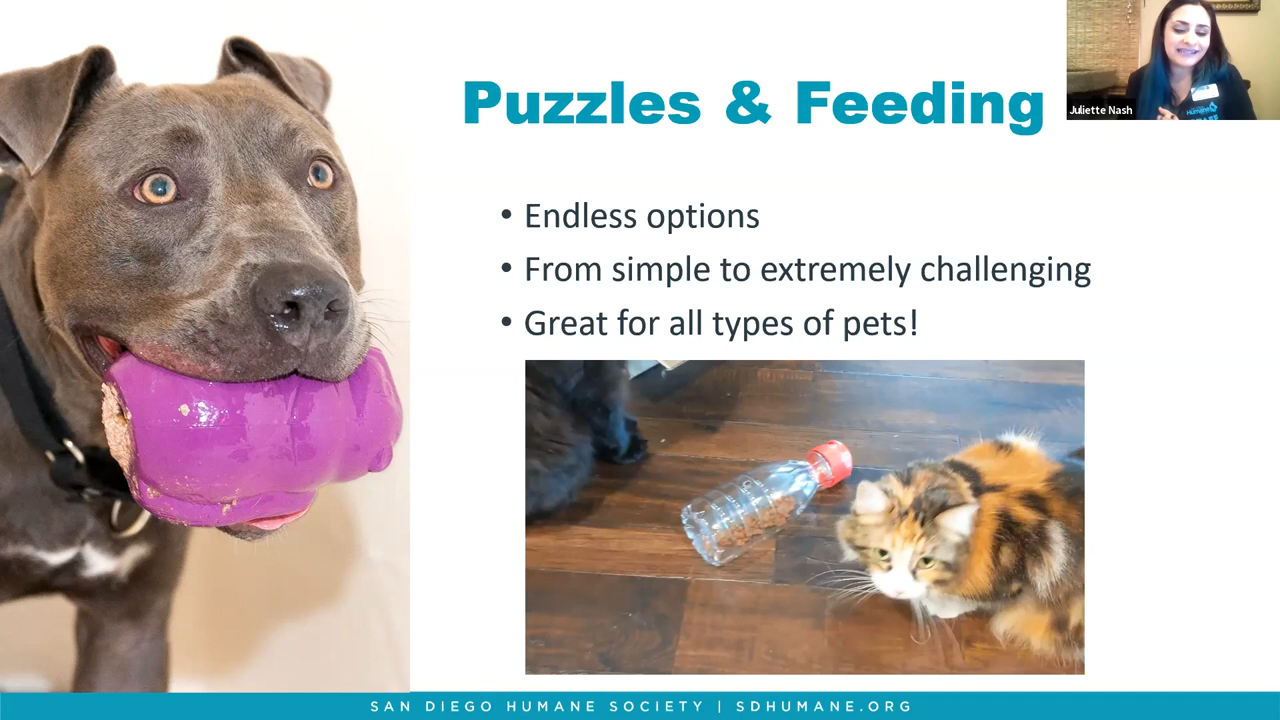 Puzzles & Feeding
Juliette Nash
Humane
• Endless options
• From simple to extremely challenging
• Great for all types of pets!
SAN DIEGO HUMANE SOCIETY | SDHUMANE.ORG